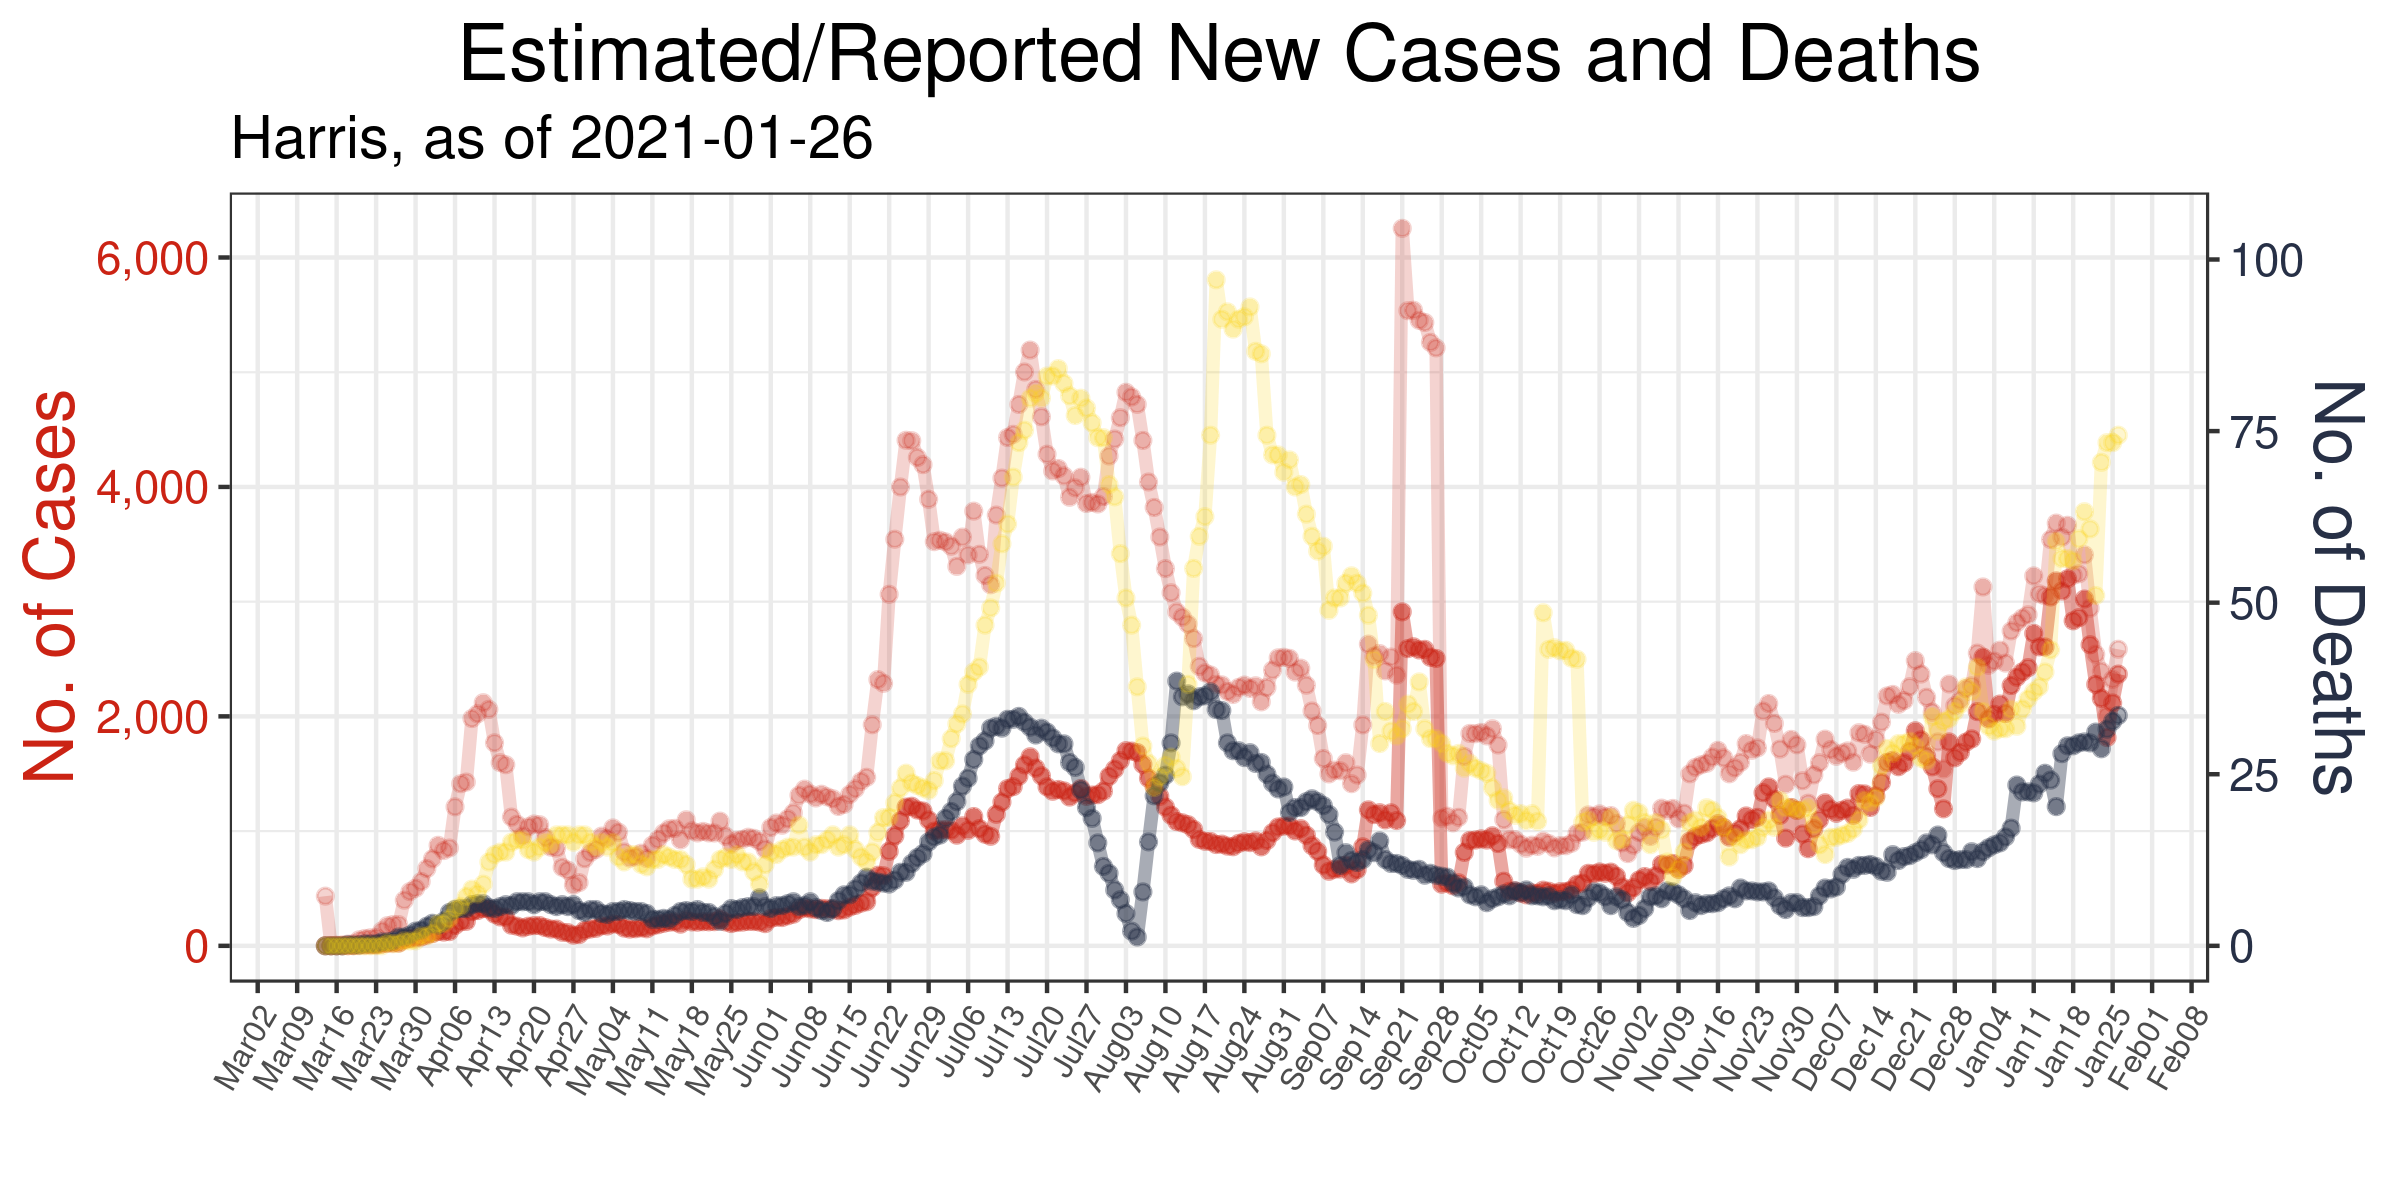 Estimated/Reported New Cases and Deaths
Harris, as of 2021-01-26
No. of Cases
6,000
4,000
2,000
0
100
75
50
25
0
No. of Deaths
Mar02 Mar09 Mar16 Mar23 Mar30 Apr06 Apr13 Apr20 Apr27 May04 May11 May18 May25 Jun01 Jun08 Jun15 Jun22 Jun29 Jul06 Jul13 Jul20 Jul27 Aug03 Aug10 Aug17 Aug24 Aug31 Sep07 Sep14 Sep21 Sep28 Oct05 Oct12 Oct19 Oct26 Nov02 Nov09 Nov16 Nov23 Nov30 Nov07 Dec14 Dec21 Dec28 Dec04 Jan11 Jan18 Jan25 Feb01 Feb08